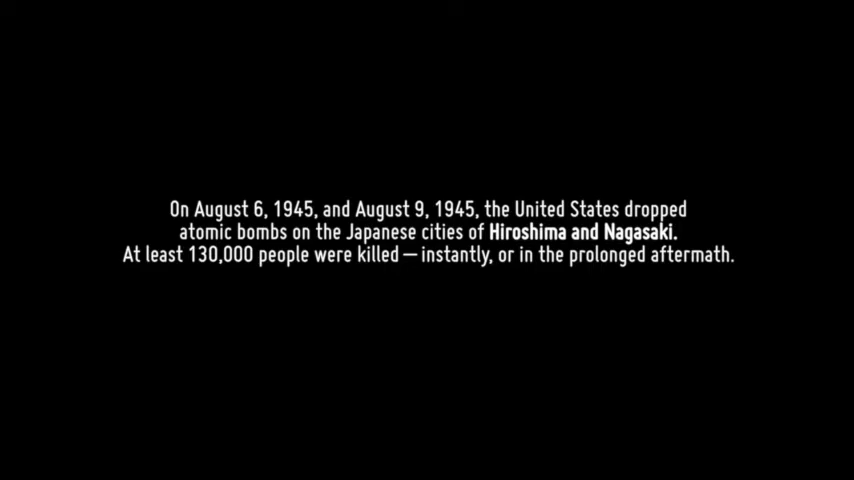 On August 6, 1945, and August 9, 1945, the United States dropped
atomic bombs on the Japanese cities of Hiroshima and Nagasaki.
At least 130,000 people were killed — instantly, or in the prolonged aftermath.